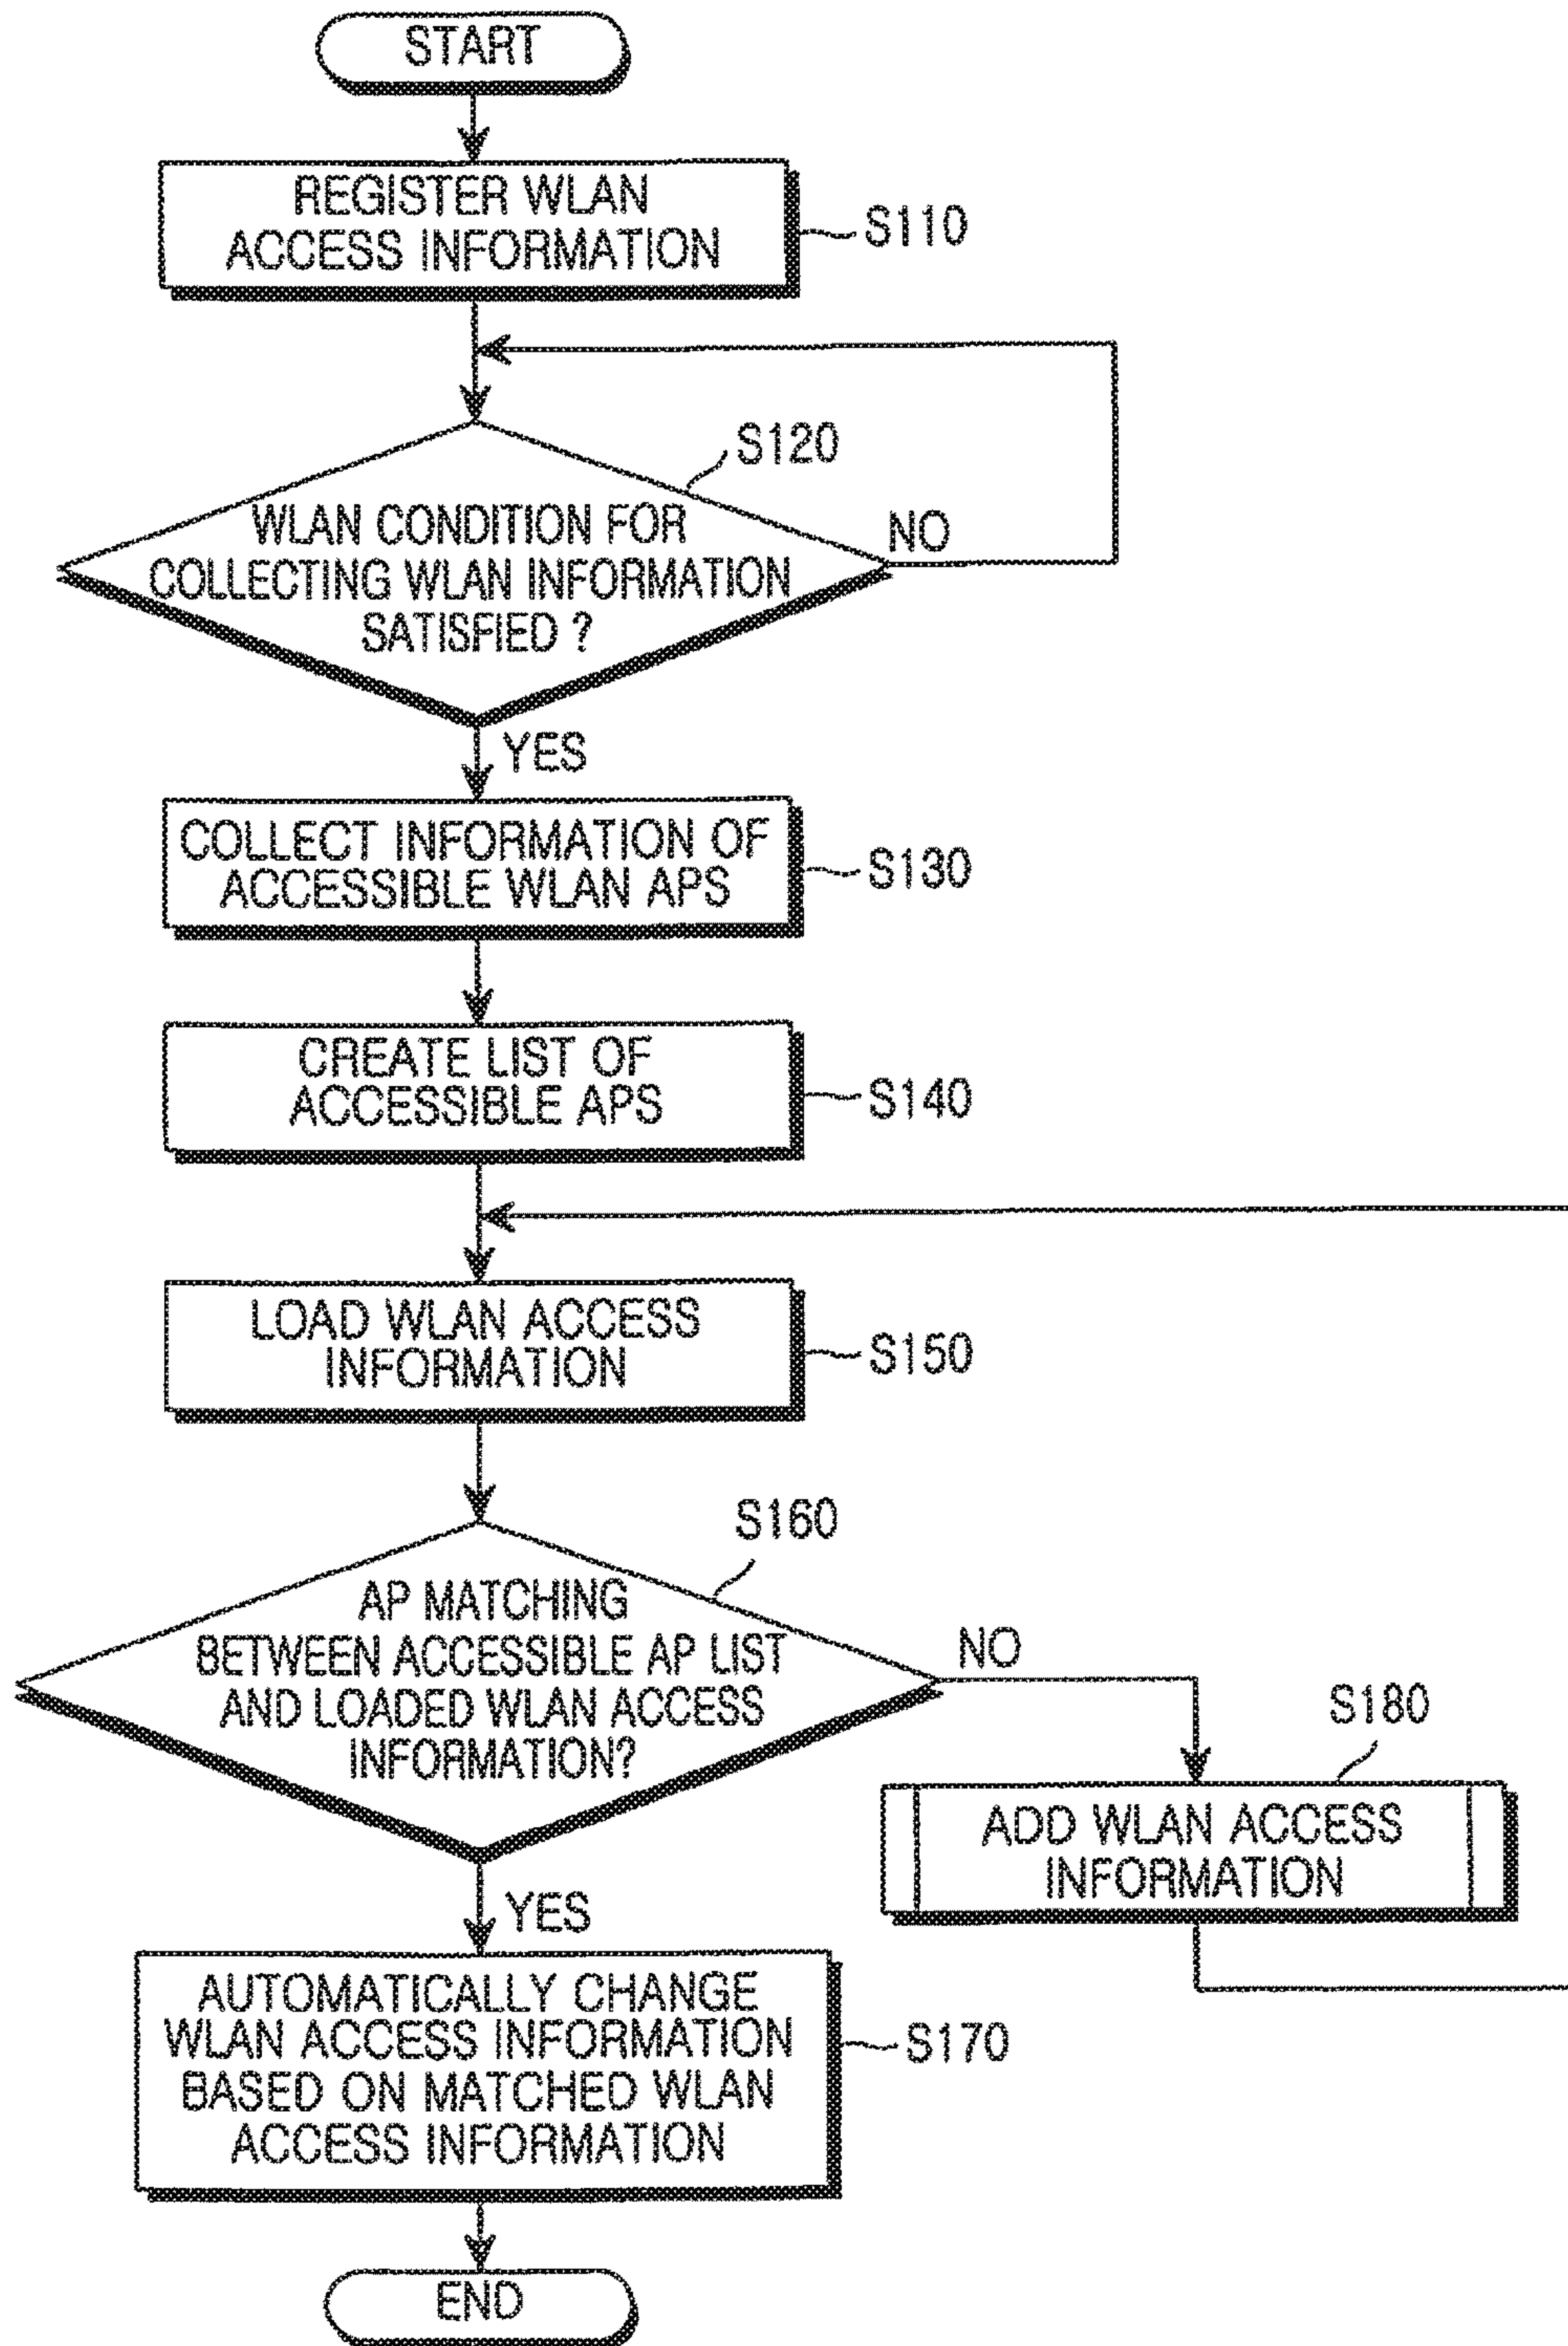 START
REGISTER WLAN
ACCESS INFORMATION
S110
S120
WLAN CONDITION FOR
COLLECTING WLAN INFORMATION
SATISFIED ?
NO
YES
COLLECT INFORMATION OF
ACCESSIBLE WLAN APS
S130
CREATE LIST OF
ACCESSIBLE APS
S140
LOAD WLAN ACCESS
INFORMATION
S150
S160
AP MATCHING
BETWEEN ACCESSIBLE AP LIST
AND LOADED WLAN ACCESS
INFORMATION?
NO
S180
ADD WLAN ACCESS
INFORMATION
YES
AUTOMATICALLY CHANGE
WLAN ACCESS INFORMATION
BASED ON MATCHED WLAN
ACCESS INFORMATION
S170
END